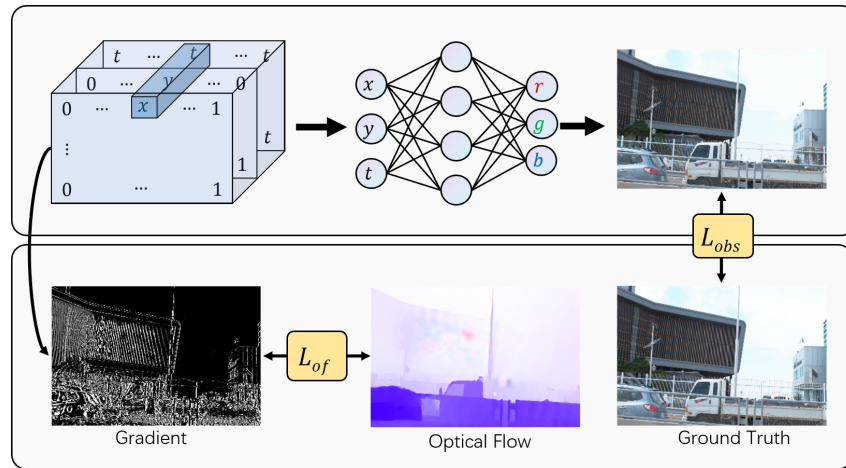 t ... t ... t
0 ... y ... 0
0 ... x ... 1
⋮
t
1
0 ... 1
x
y
t
r
g
b
L_obs
L_of
Gradient
Optical Flow
Ground Truth